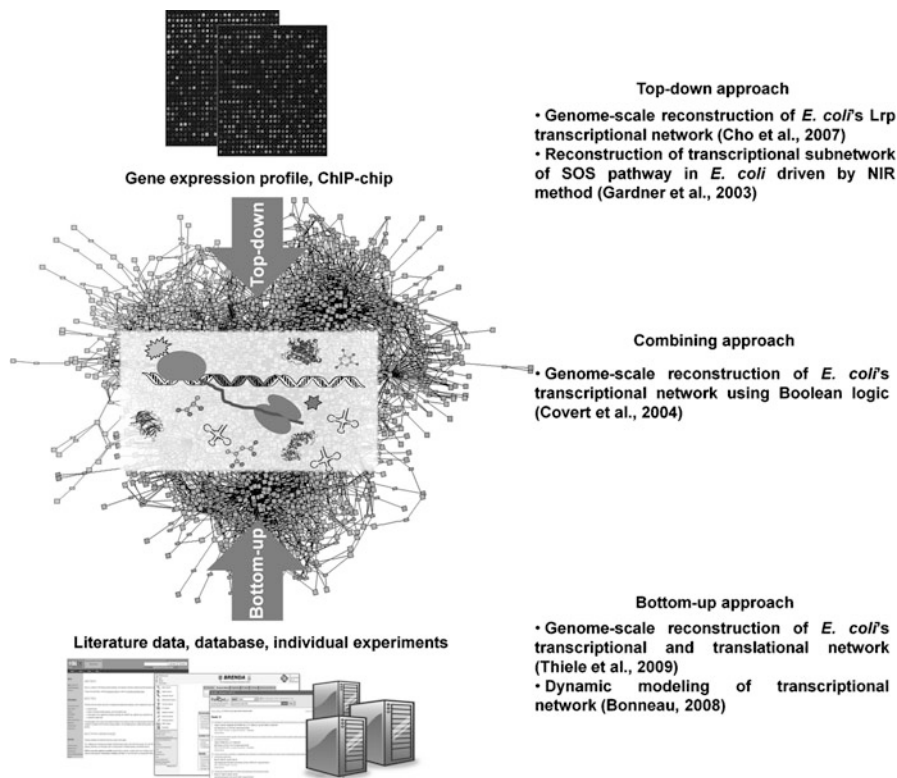 Gene expression profile, ChIP-chip
Top-down
Bottom-up
Literature data, database, individual experiments
BRENDA
Top-down approach
• Genome-scale reconstruction of E. coli's Lrp
transcriptional network (Cho et al., 2007)
• Reconstruction of transcriptional subnetwork
of SOS pathway in E. coli driven by NIR
method (Gardner et al., 2003)
Combining approach
• Genome-scale reconstruction of E. coli's
transcriptional network using Boolean logic
(Covert et al., 2004)
Bottom-up approach
• Genome-scale reconstruction of E. coli's
transcriptional and translational network
(Thiele et al., 2009)
• Dynamic modeling of transcriptional
network (Bonneau, 2008)